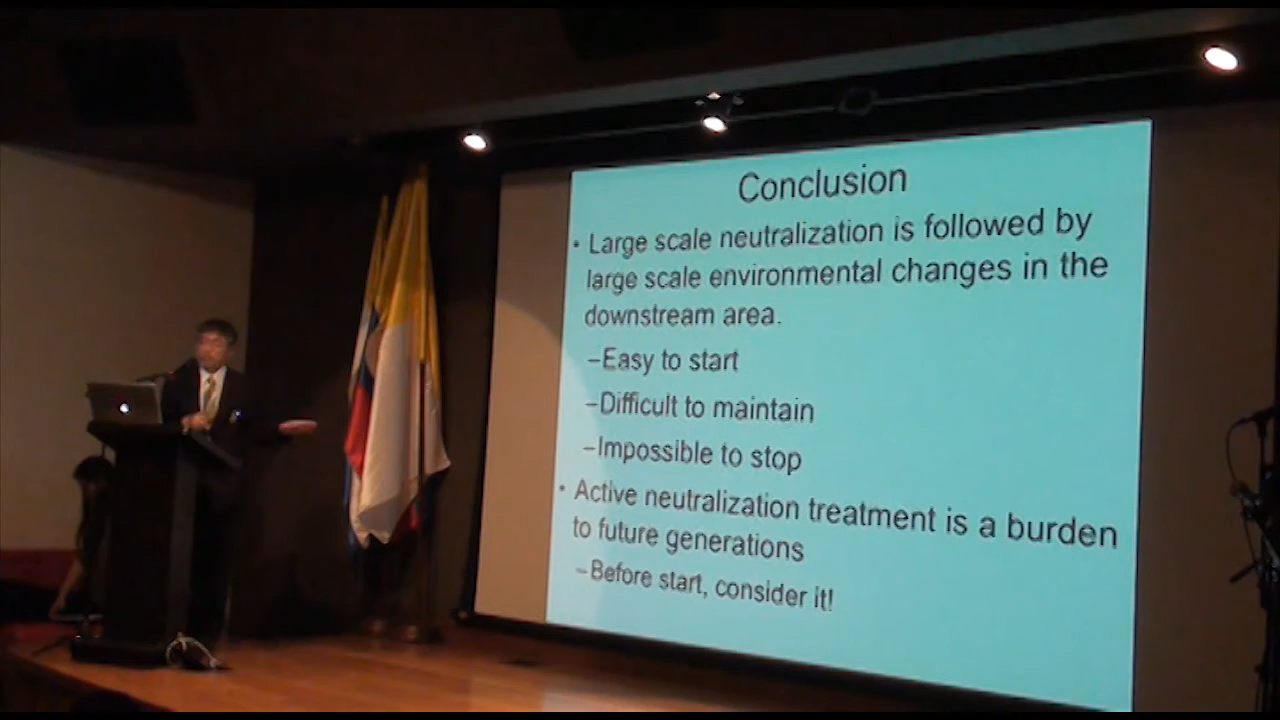 Conclusion
• Large scale neutralization is followed by
large scale environmental changes in the
downstream area.
–Easy to start
–Difficult to maintain
–Impossible to stop
• Active neutralization treatment is a burden
to future generations
–Before start, consider it!